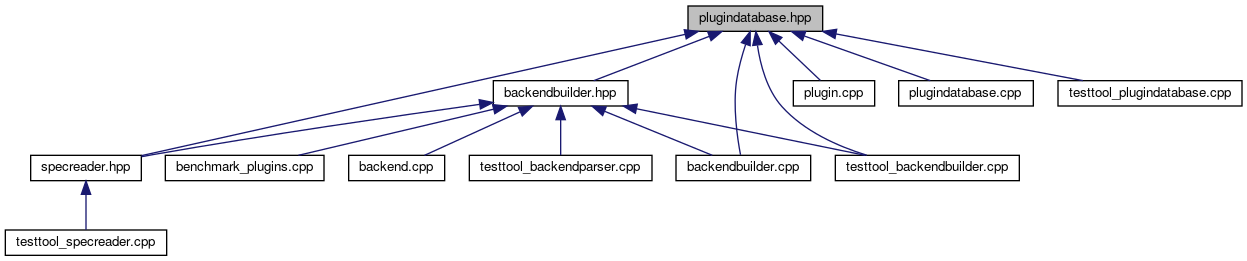 plugindatabase.hpp
backendbuilder.hpp
plugin.cpp
plugindatabase.cpp
testtool_plugindatabase.cpp
specreader.hpp
benchmark_plugins.cpp
backend.cpp
testtool_backendparser.cpp
backendbuilder.cpp
testtool_backendbuilder.cpp
testtool_specreader.cpp